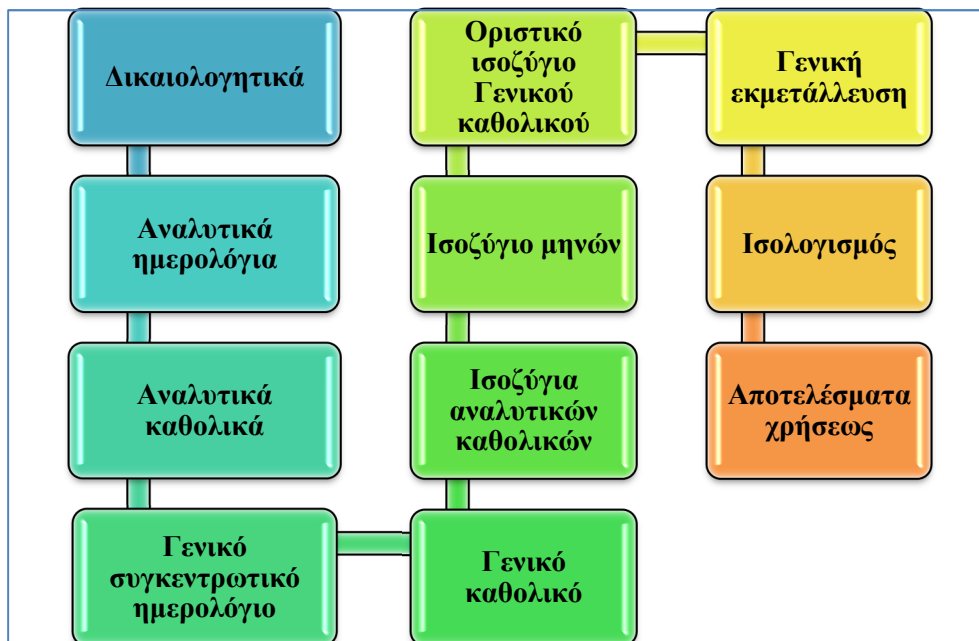 Δικαιολογητικά
Αναλυτικά
ημερολόγια
Αναλυτικά
καθολικά
Γενικό
συγκεντρωτικό
ημερολόγιο
Γενικό
καθολικό
Ισοζύγια
αναλυτικών
καθολικών
Ισοζύγιο μηνών
Οριστικό
ισοζύγιο
Γενικού
καθολικού
Γενική
εκμετάλλευση
Ισολογισμός
Αποτελέσματα
χρήσεως